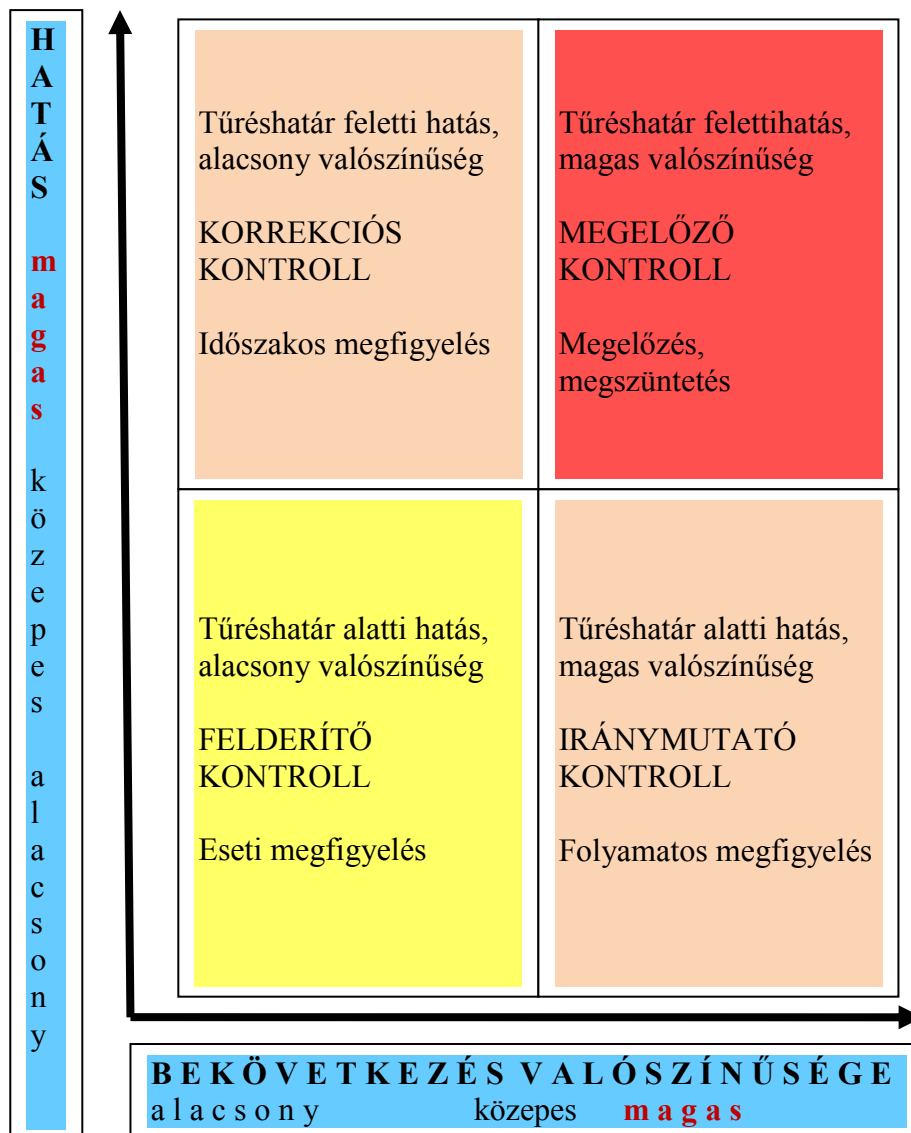 HATÁS magas közepes alacsony
Tűréshatár feletti hatás,
alacsony valószínűség
KORREKCIÓS
KONTROLL
Időszakos megfigyelés
Tűréshatár felettihatás,
magas valószínűség
MEGELŐZŐ
KONTROLL
Megelőzés,
megszüntetés
Tűréshatár alatti hatás,
alacsony valószínűség
FELDERÍTŐ
KONTROLL
Eseti megfigyelés
Tűréshatár alatti hatás,
magas valószínűség
IRÁNYMUTATÓ
KONTROLL
Folyamatos megfigyelés
BEKÖVETKEZÉS VALÓSZÍNŰSÉGE
alacsony közepes magas